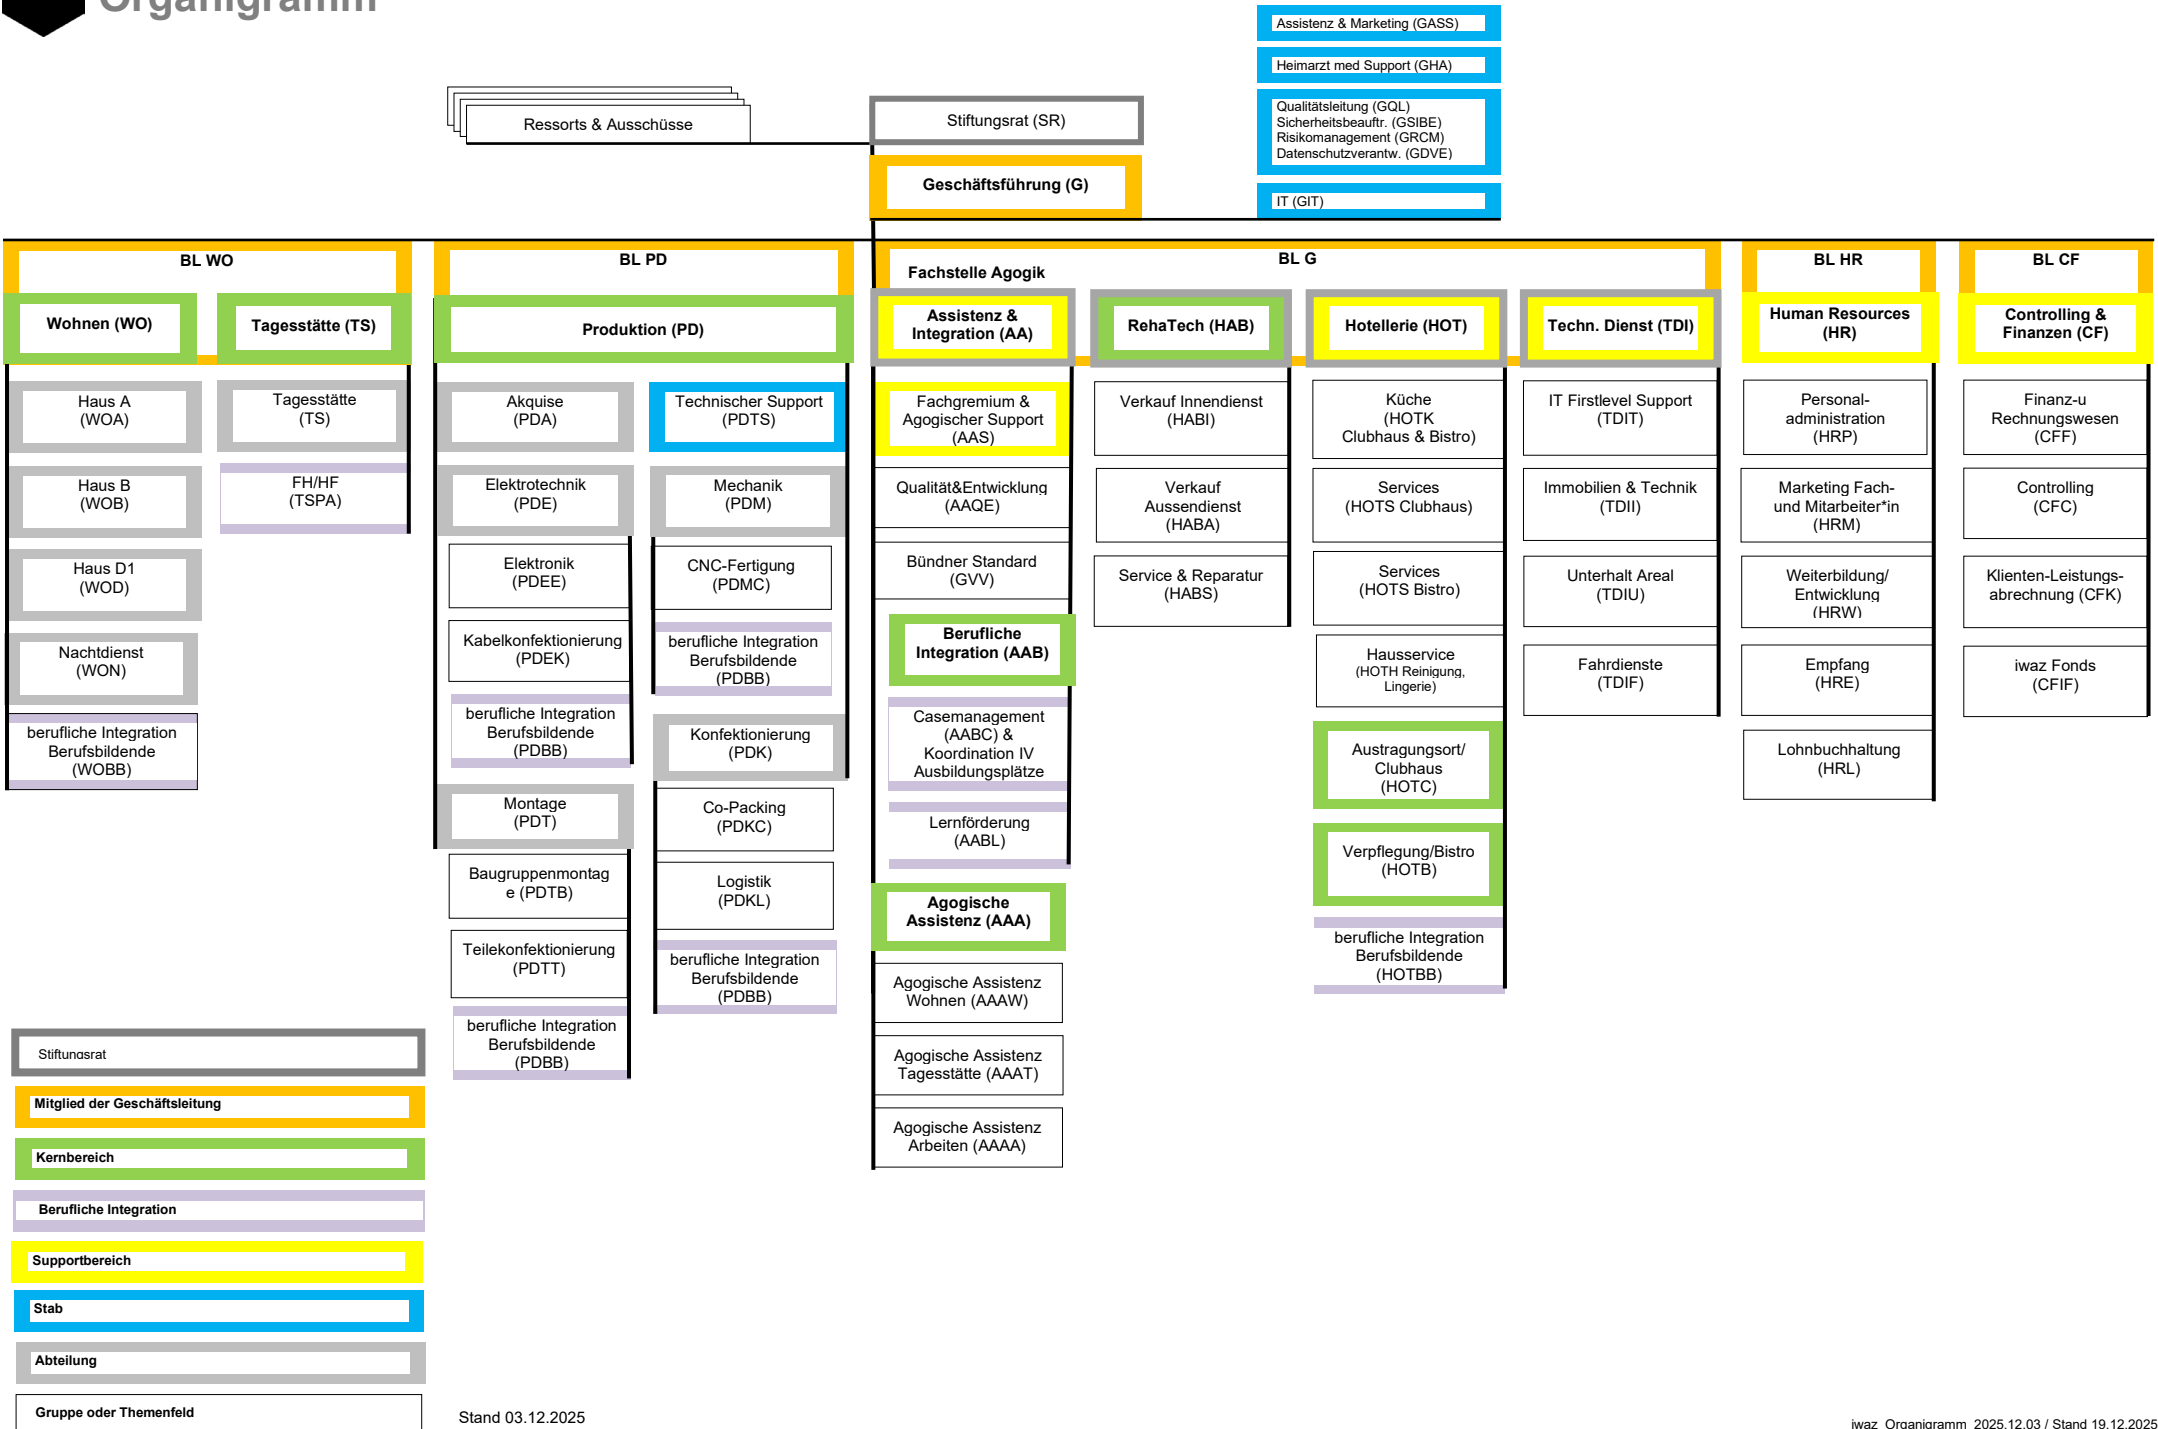 Organigramm
Assistenz & Marketing (GASS)
Heimarzt med Support (GHA)
Qualitätsleitung (GQL)
Sicherheitsbeauftr. (GSIBE)
Risikomanagement (GRCM)
Datenschutzverantw. (GDVE)
IT (GIT)
Ressorts & Ausschüsse
Stiftungsrat (SR)
Geschäftsführung (G)
BL WO
Wohnen (WO)
Tagesstätte (TS)
Haus A
(WOA)
Haus B
(WOB)
Haus D1
(WOD)
Nachtdienst
(WON)
berufliche Integration
Berufsbildende
(WOBB)
Tagesstätte
(TS)
FH/HF
(TSPA)
BL PD
Produktion (PD)
Akquise
(PDA)
Elektrotechnik
(PDE)
Elektronik
(PDEE)
Kabelkonfektionierung
(PDEK)
berufliche Integration
Berufsbildende
(PDBB)
Montage
(PDT)
Baugruppenmontag
e (PDTB)
Teilekonfektionierung
(PDTT)
berufliche Integration
Berufsbildende
(PDBB)
Technischer Support
(PDTS)
Mechanik
(PDM)
CNC-Fertigung
(PDMC)
berufliche Integration
Berufsbildende
(PDBB)
Konfektionierung
(PDK)
Co-Packing
(PDKC)
Logistik
(PDKL)
berufliche Integration
Berufsbildende
(PDBB)
BL G
Fachstelle Agogik
Assistenz &
Integration (AA)
Fachgremium &
Agogischer Support
(AAS)
Qualität&Entwicklung
(AAQE)
Bündner Standard
(GVV)
Berufliche
Integration (AAB)
Casemanagement
(AABC) &
Koordination IV
Ausbildungsplätze
Lernförderung
(AABL)
Agogische
Assistenz (AAA)
Agogische Assistenz
Wohnen (AAAW)
Agogische Assistenz
Tagesstätte (AAAT)
Agogische Assistenz
Arbeiten (AAAA)
RehaTech (HAB)
Verkauf Innendienst
(HABI)
Verkauf
Aussendienst
(HABA)
Service & Reparatur
(HABS)
Hotellerie (HOT)
Küche
(HOTK
Clubhaus & Bistro)
Services
(HOTS Clubhaus)
Services
(HOTS Bistro)
Hausservice
(HOTH Reinigung,
Lingerie)
Austragungsort/
Clubhaus
(HOTC)
Verpflegung/Bistro
(HOTB)
berufliche Integration
Berufsbildende
(HOTBB)
Techn. Dienst (TDI)
IT Firstlevel Support
(TDIT)
Immobilien & Technik
(TDII)
Unterhalt Areal
(TDIU)
Fahrdienste
(TDIF)
BL HR
Human Resources
(HR)
Personal-
administration
(HRP)
Marketing Fach-
und Mitarbeiter*in
(HRM)
Weiterbildung/
Entwicklung
(HRW)
Empfang
(HRE)
Lohnbuchhaltung
(HRL)
BL CF
Controlling &
Finanzen (CF)
Finanz-u
Rechnungswesen
(CFF)
Controlling
(CFC)
Klienten-Leistungs-
abrechnung (CFK)
iwaz Fonds
(CFIF)
Stiftungsrat
Mitglied der Geschäftsleitung
Kernbereich
Berufliche Integration
Supportbereich
Stab
Abteilung
Gruppe oder Themenfeld
Stand 03.12.2025
iwaz_Organigramm_2025.12.03 / Stand 19.12.2025